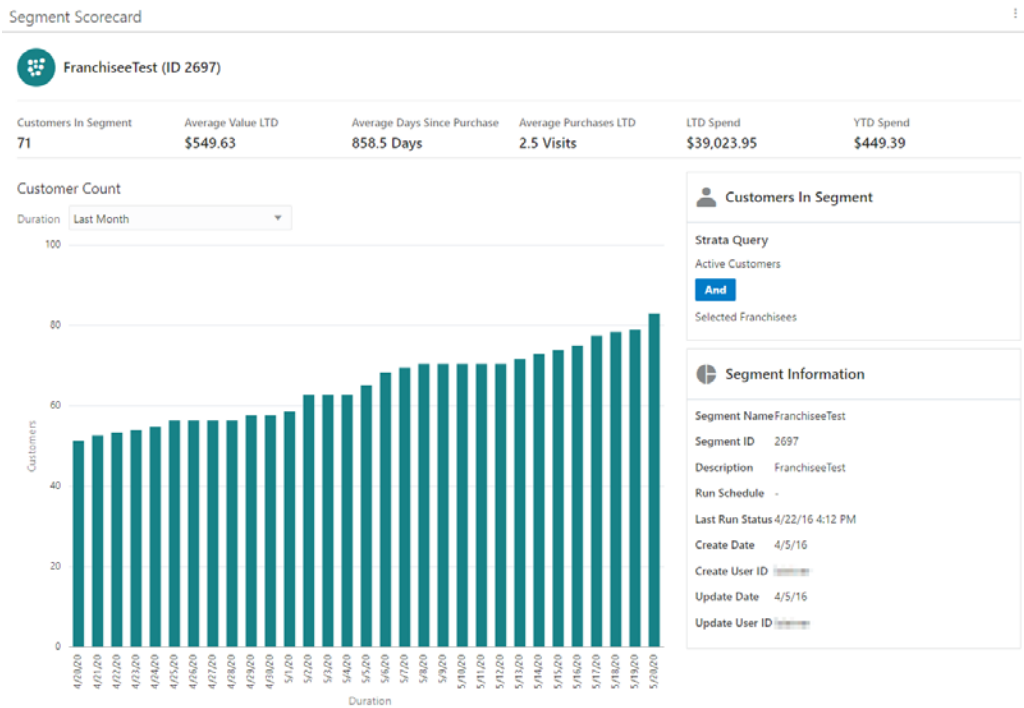 Segment Scorecard
FranchiseeTest (ID 2697)
Customers In Segment
71
Average Value LTD
$549.63
Average Days Since Purchase
858.5 Days
Average Purchases LTD
2.5 Visits
LTD Spend
$39,023.95
YTD Spend
$449.39
Customer Count
Duration Last Month
100
80
60
40
20
0
Customers
4/20/20
4/21/20
4/22/20
4/23/20
4/24/20
4/25/20
4/26/20
4/27/20
4/28/20
4/29/20
4/30/20
5/1/20
5/2/20
5/3/20
5/4/20
5/5/20
5/6/20
5/7/20
5/8/20
5/9/20
5/10/20
5/11/20
5/12/20
5/13/20
5/14/20
5/15/20
5/16/20
5/17/20
5/18/20
5/19/20
5/20/20
Duration
Customers In Segment
Strata Query
Active Customers
And
Selected Franchisees
Segment Information
Segment Name FranchiseeTest
Segment ID 2697
Description FranchiseeTest
Run Schedule -
Last Run Status 4/22/16 4:12 PM
Create Date 4/5/16
Create User ID
Update Date 4/5/16
Update User ID